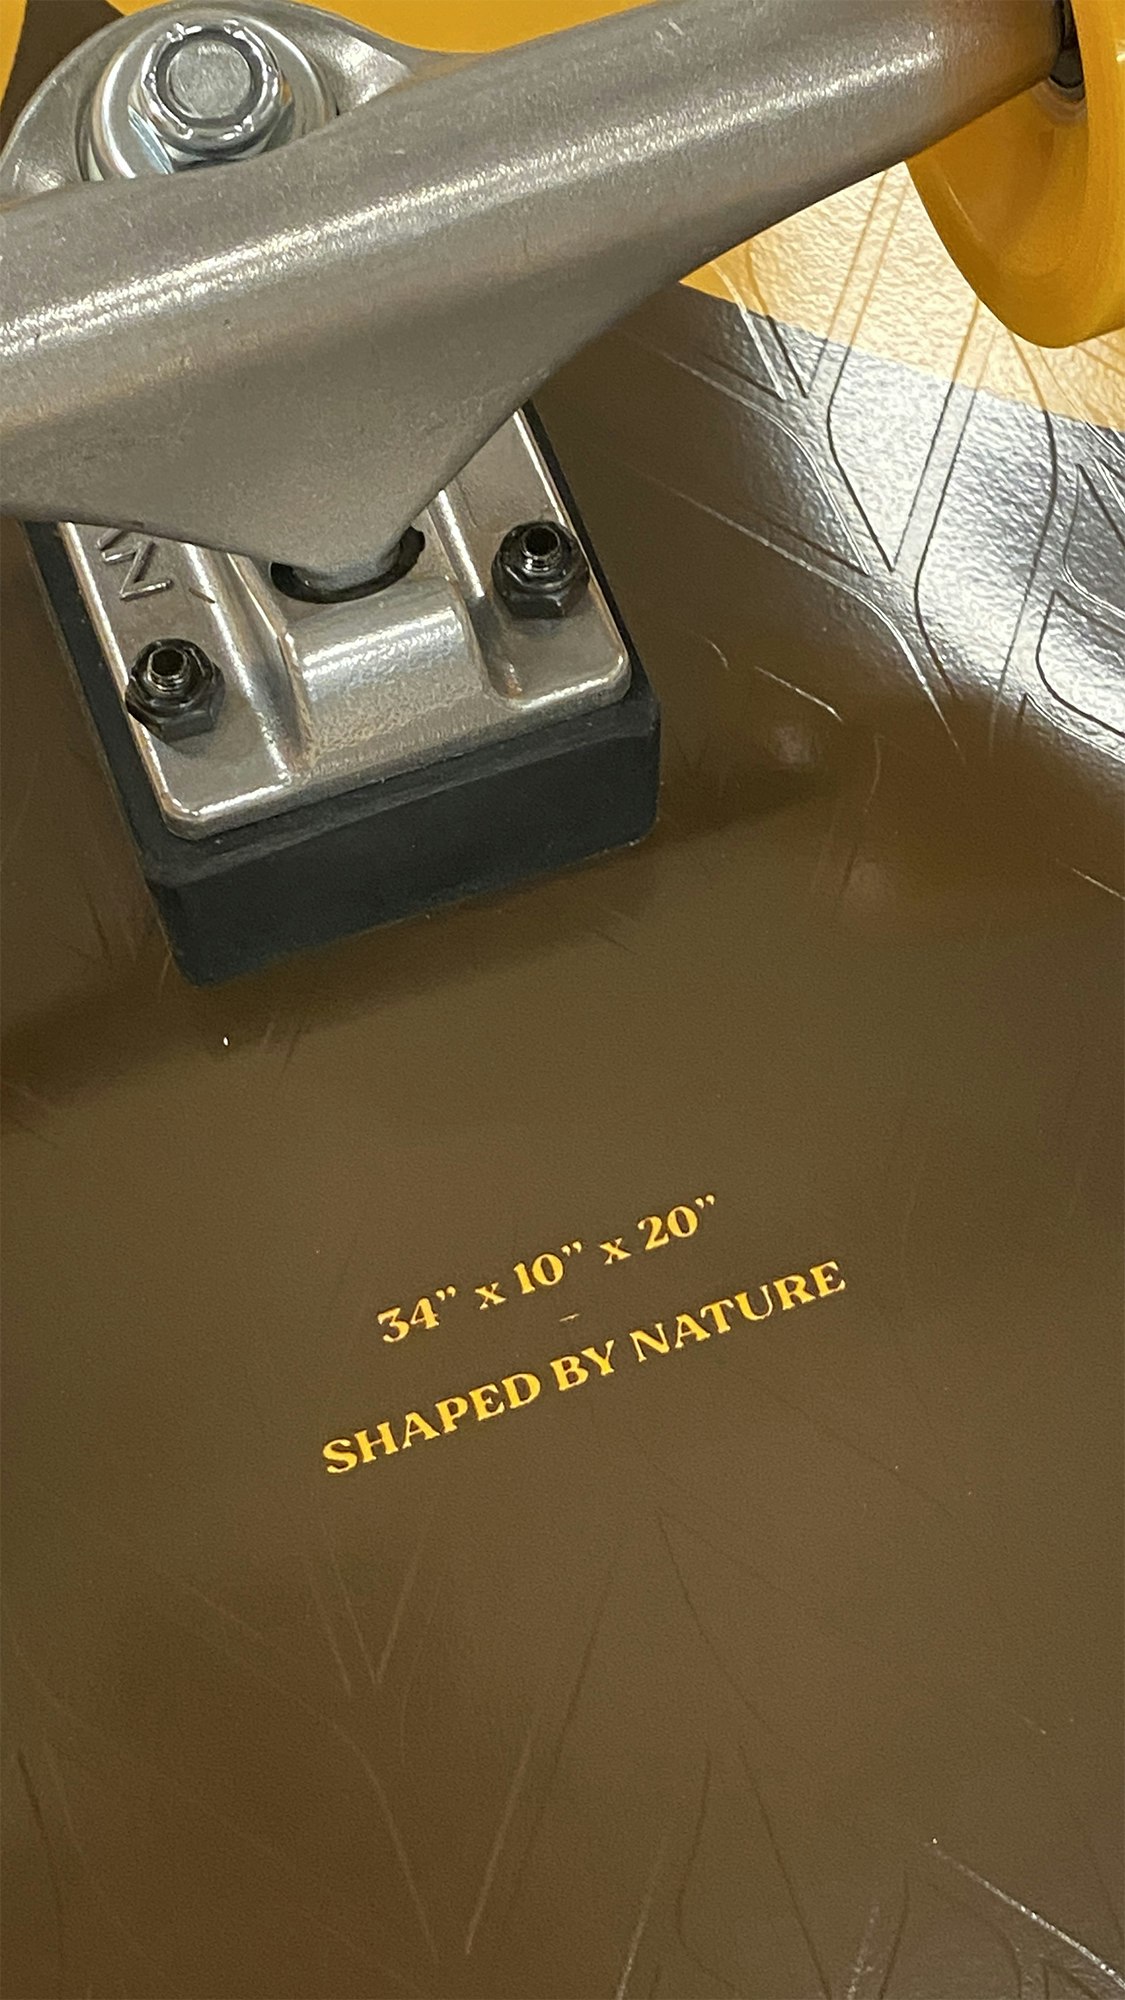 34” x 10” x 20”
SHAPED BY NATURE